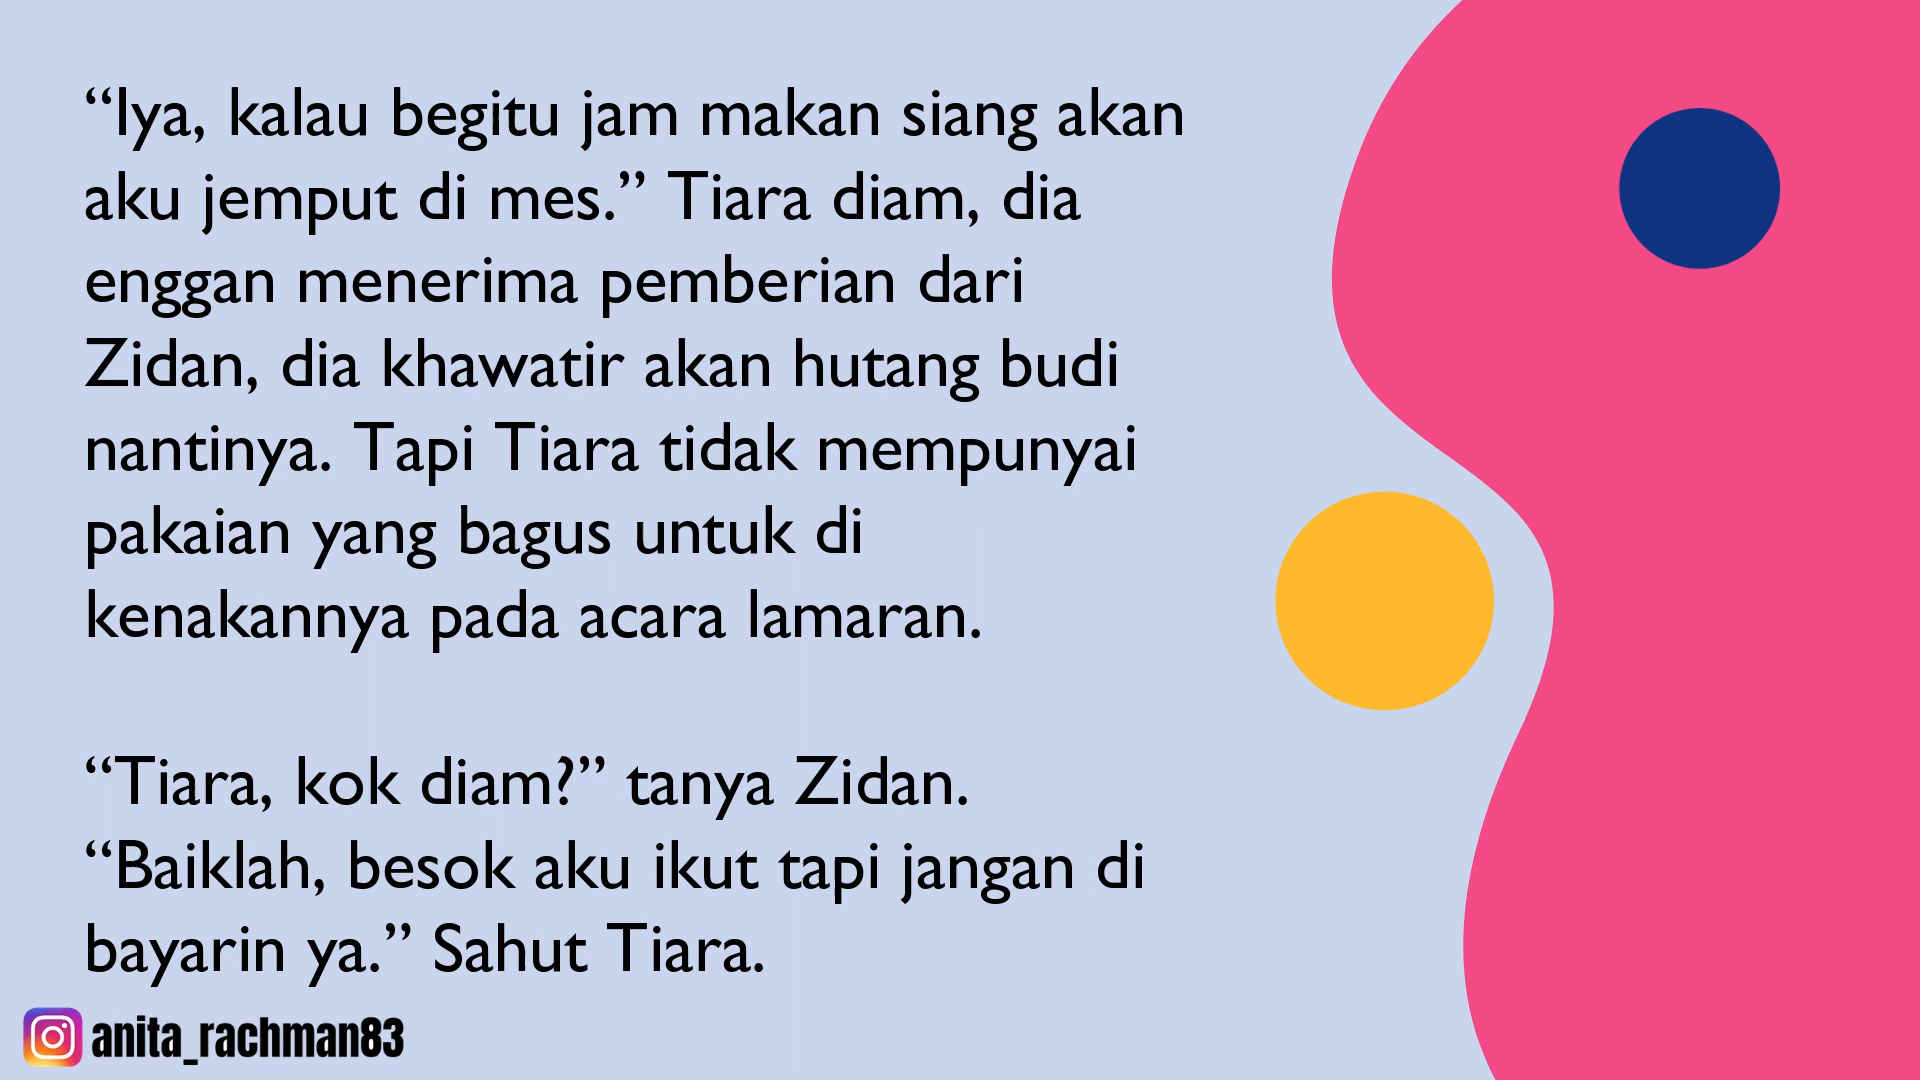 “Iya, kalau begitu jam makan siang akan
aku jemput di mes.” Tiara diam, dia
enggan menerima pemberian dari
Zidan, dia khawatir akan hutang budi
nantinya. Tapi Tiara tidak mempunyai
pakaian yang bagus untuk di
kenakannya pada acara lamaran.
“Tiara, kok diam?” tanya Zidan.
“Baiklah, besok aku ikut tapi jangan di
bayarin ya.” Sahut Tiara.
anita_rachman83